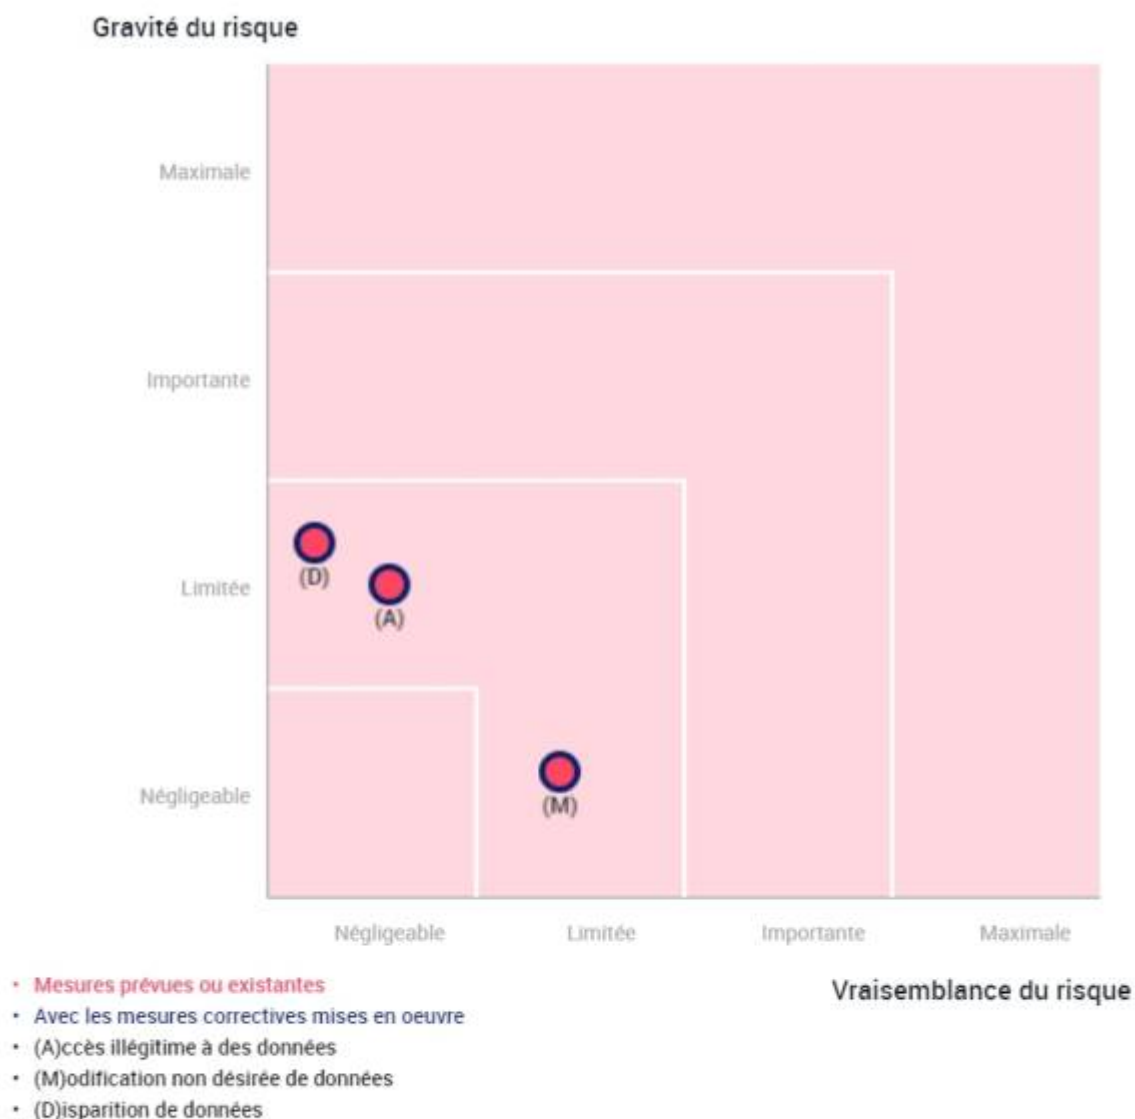 Gravité du risque
Maximale
Importante
Limitée
(D)
(A)
Négligeable
(M)
Négligeable Limitée Importante Maximale
Vraisemblance du risque
• Mesures prévues ou existantes
• Avec les mesures correctives mises en oeuvre
• (A)ccès illégitime à des données
• (M)odification non désirée de données
• (D)isparition de données